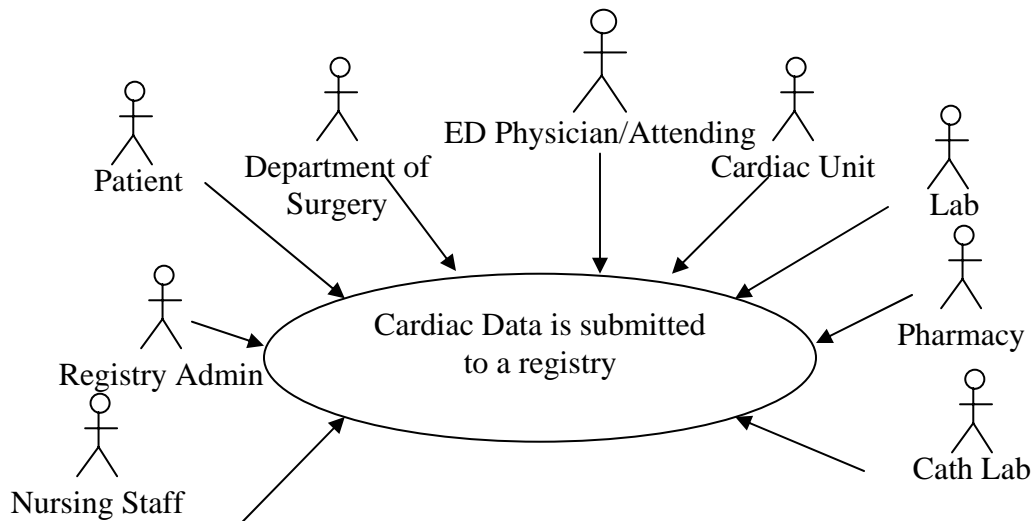 ED Physician/Attending
Patient
Department of
Surgery
Cardiac Unit
Lab
Cardiac Data is submitted
to a registry
Pharmacy
Registry Admin
Cath Lab
Nursing Staff